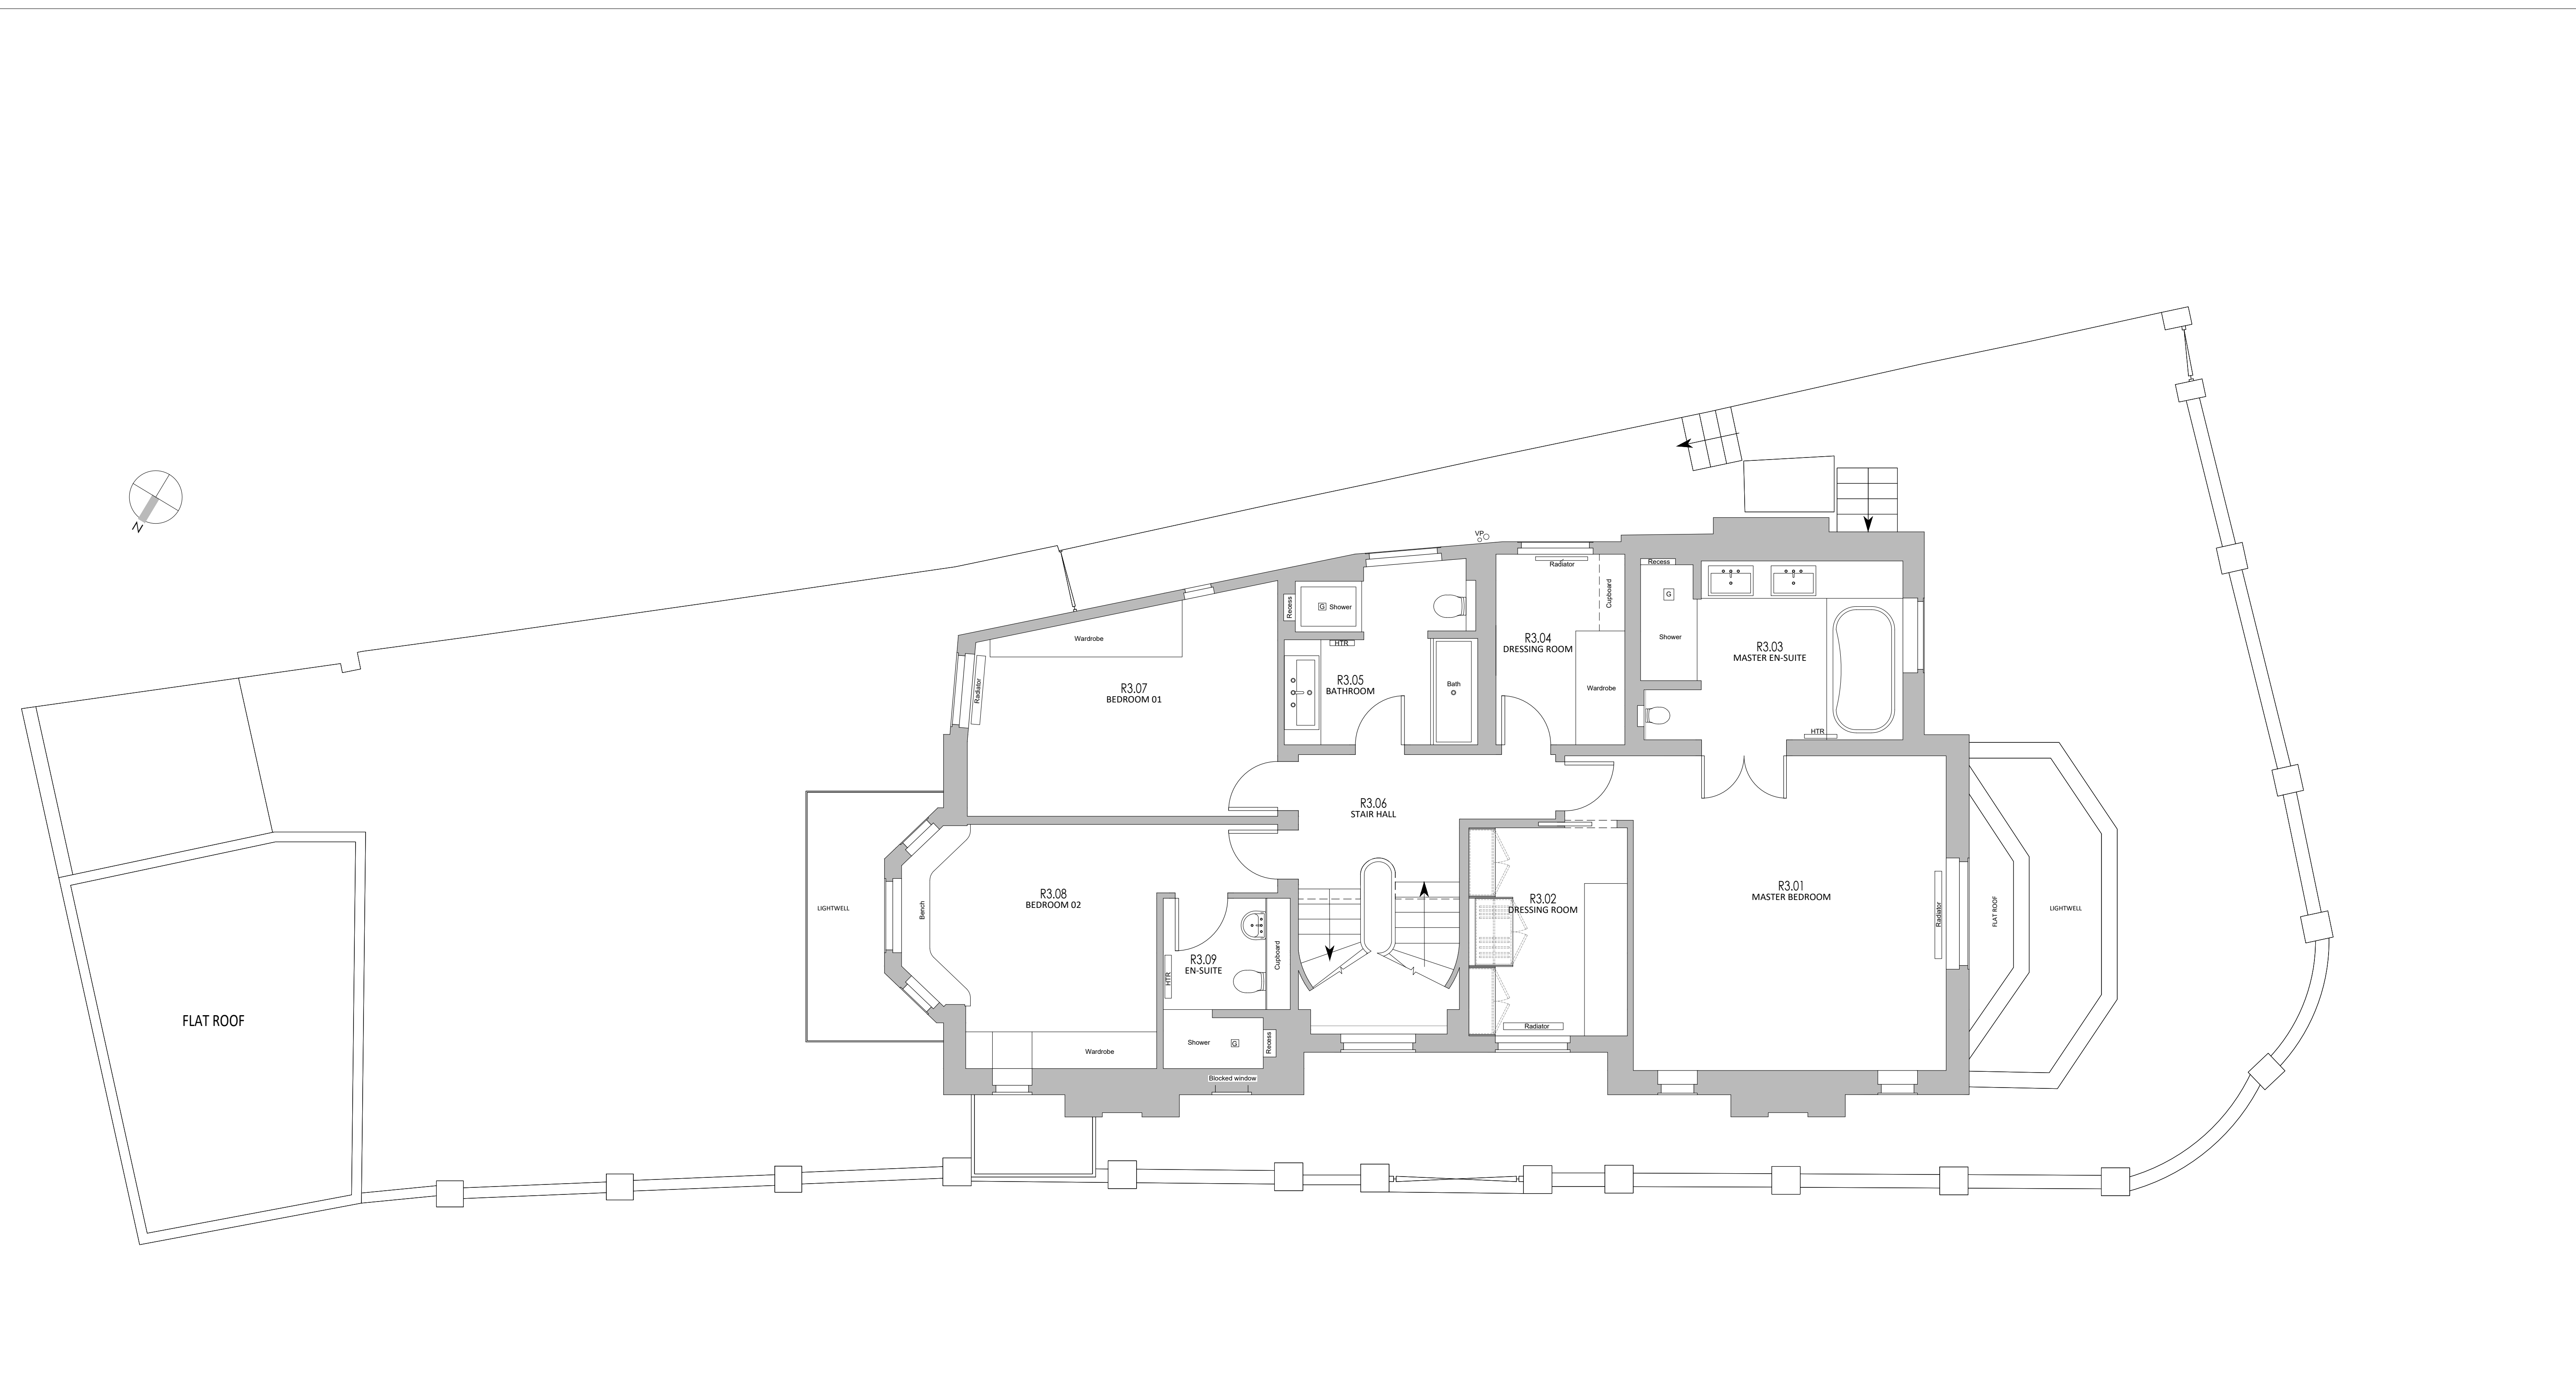 VP
Radiator
Recess
G
Cupboard
Recess
G Shower
Shower
Wardrobe
HTR
R3.04
DRESSING ROOM
R3.03
MASTER EN-SUITE
R3.05
BATHROOM
Bath
Wardrobe
R3.07
BEDROOM 01
Radiator
HTR
N
R3.06
STAIR HALL
R3.01
MASTER BEDROOM
R3.02
DRESSING ROOM
R3.08
BEDROOM 02
LIGHTWELL
Bench
Radiator
FLAT ROOF
LIGHTWELL
R3.09
EN-SUITE
HTR
Cupboard
FLAT ROOF
Radiator
Shower
G
Recess
Wardrobe
Blocked window